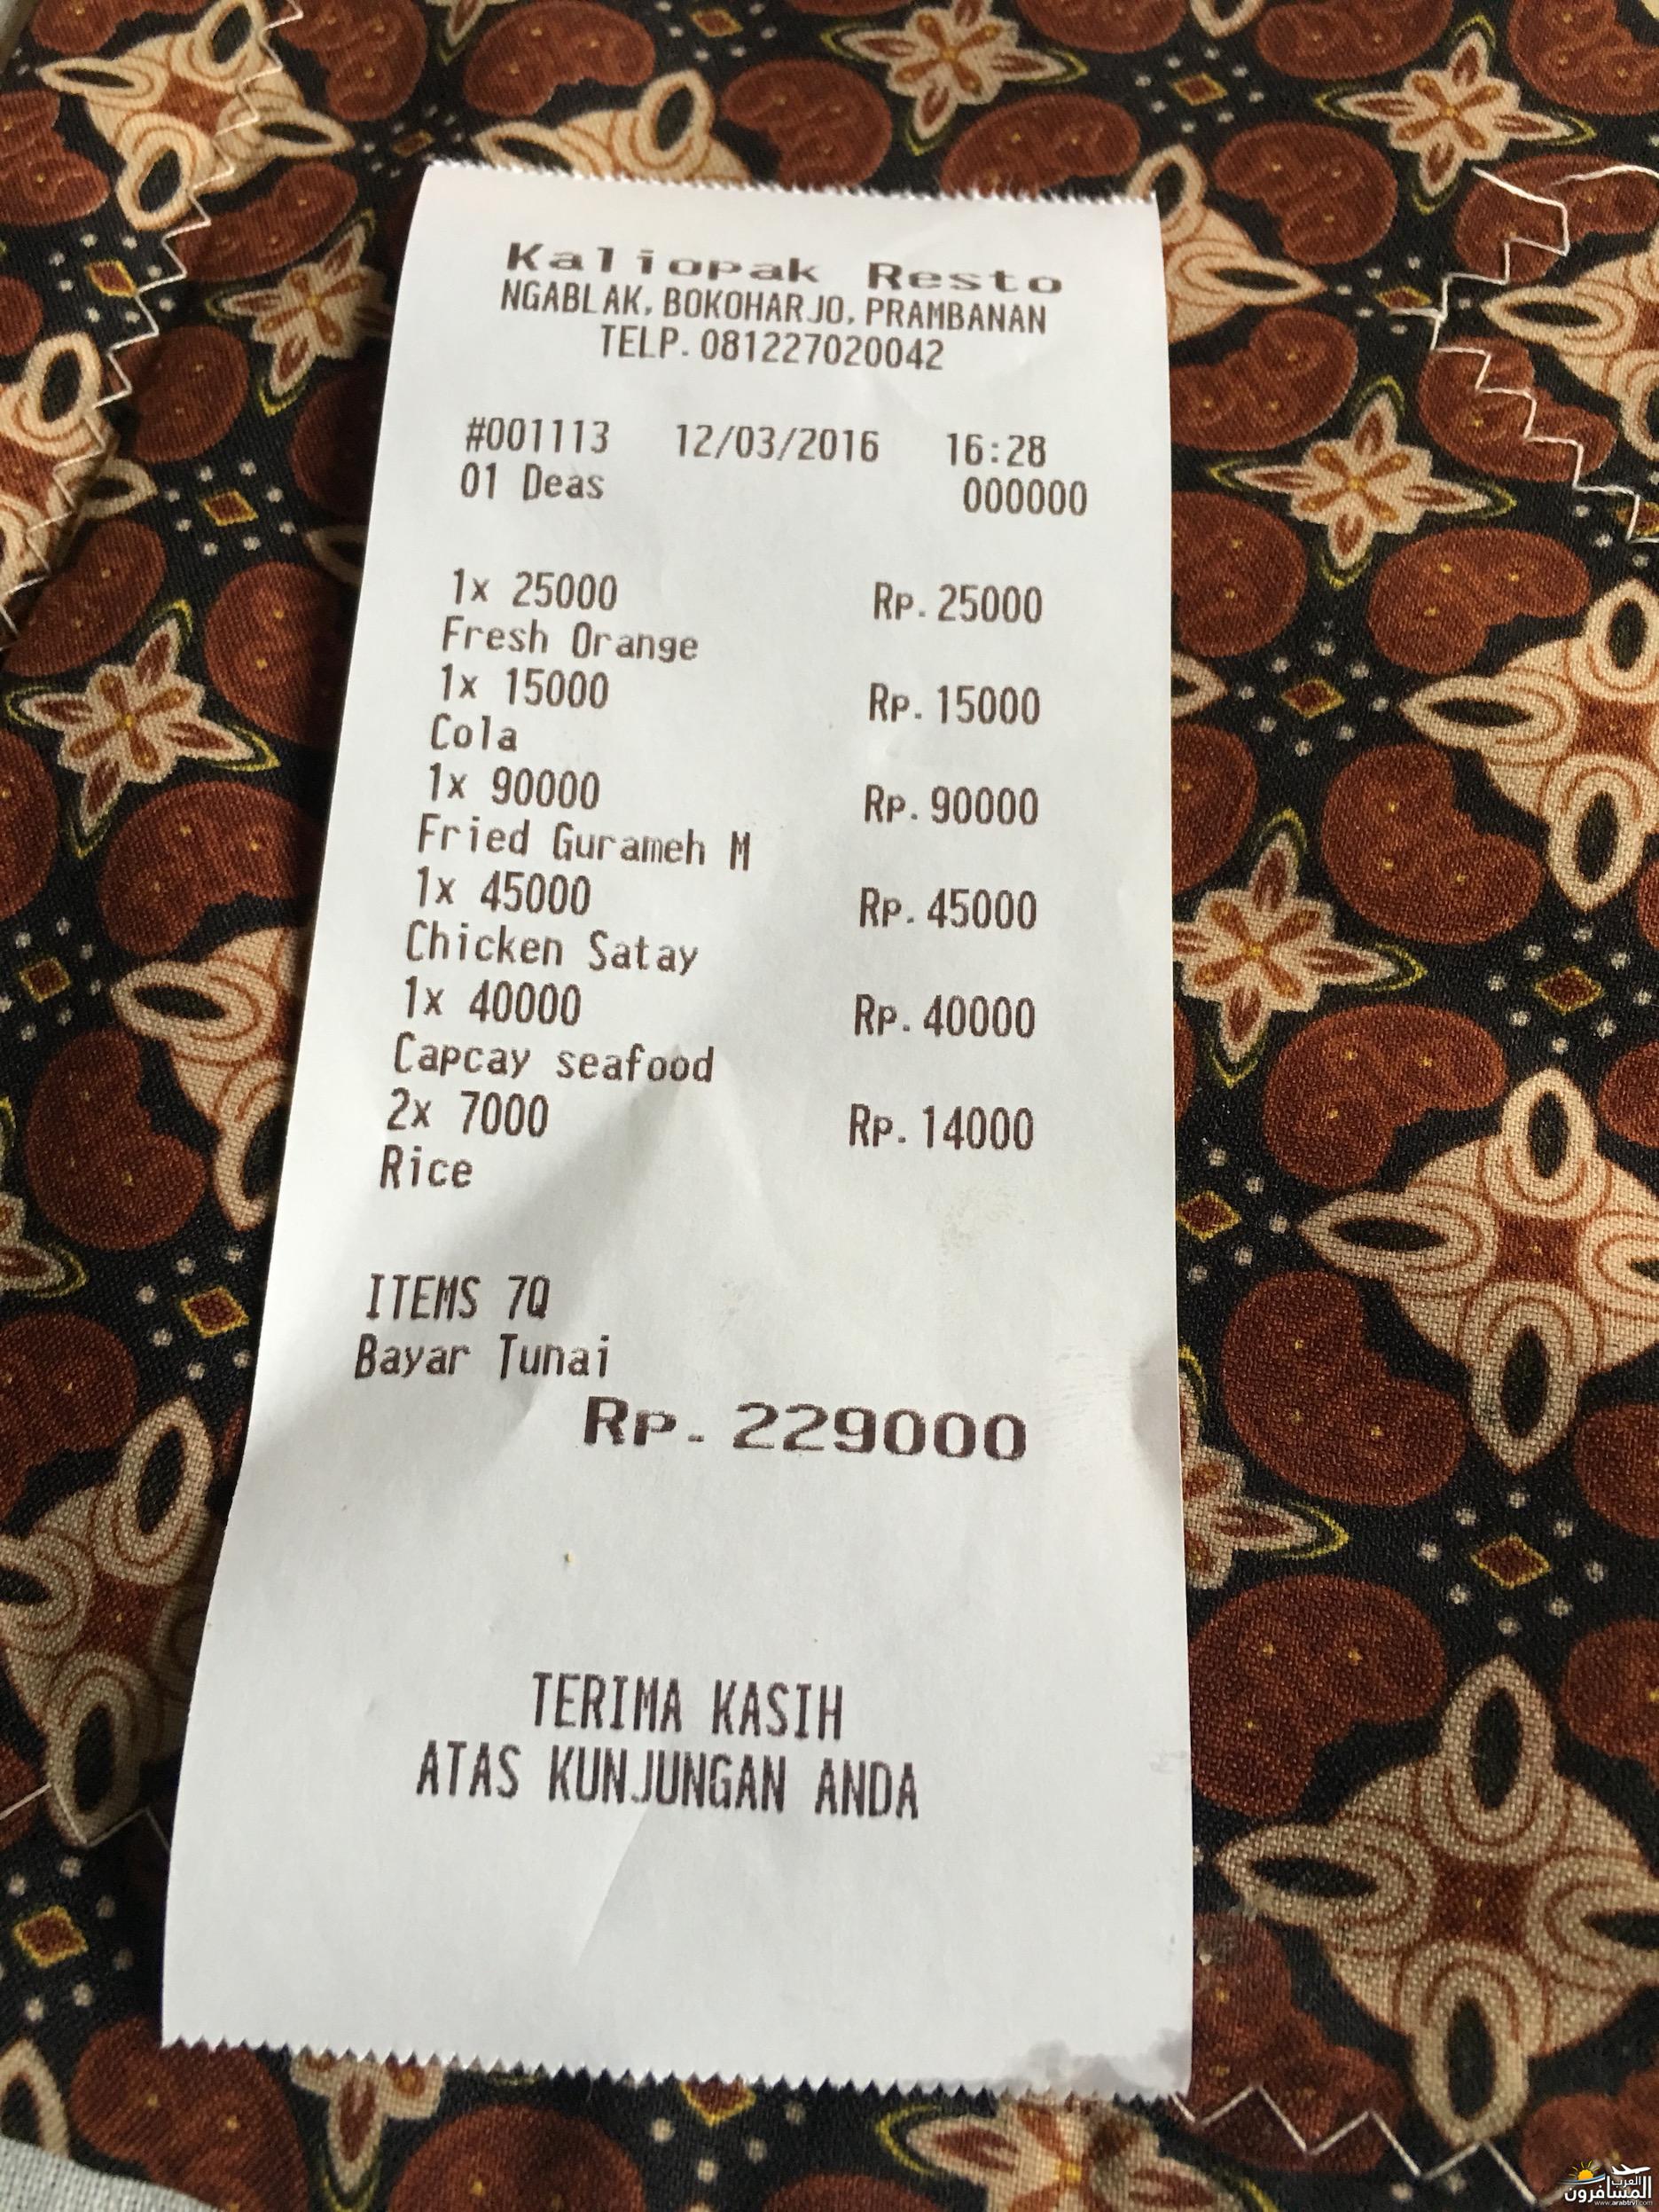 Kaliopak Resto
NGABLAK, BOKOHARJO, PRAMBANAN
TELP. 081227020042
#001113 12/03/2016 16:28
01 Deas 000000
1x 25000 Rp. 25000
Fresh Orange
1x 15000 Rp. 15000
Cola
1x 90000 Rp. 90000
Fried Gurameh M
1x 45000 Rp. 45000
Chicken Satay
1x 40000 Rp. 40000
Capcay seafood
2x 7000 Rp. 14000
Rice
ITEMS 7Q
Bayar Tunai
Rp. 229000
TERIMA KASIH
ATAS KUNJUNGAN ANDA
العرب
المسافرون